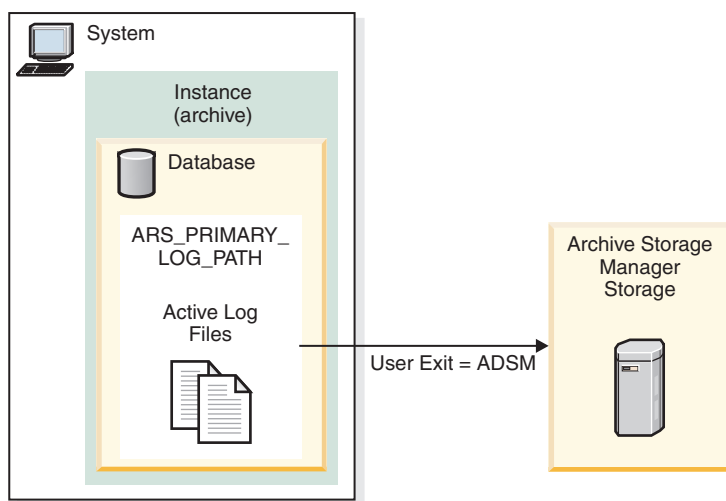 System
Instance
(archive)
Database
ARS_PRIMARY_
LOG_PATH
Active Log
Files
User Exit = ADSM
Archive Storage
Manager
Storage